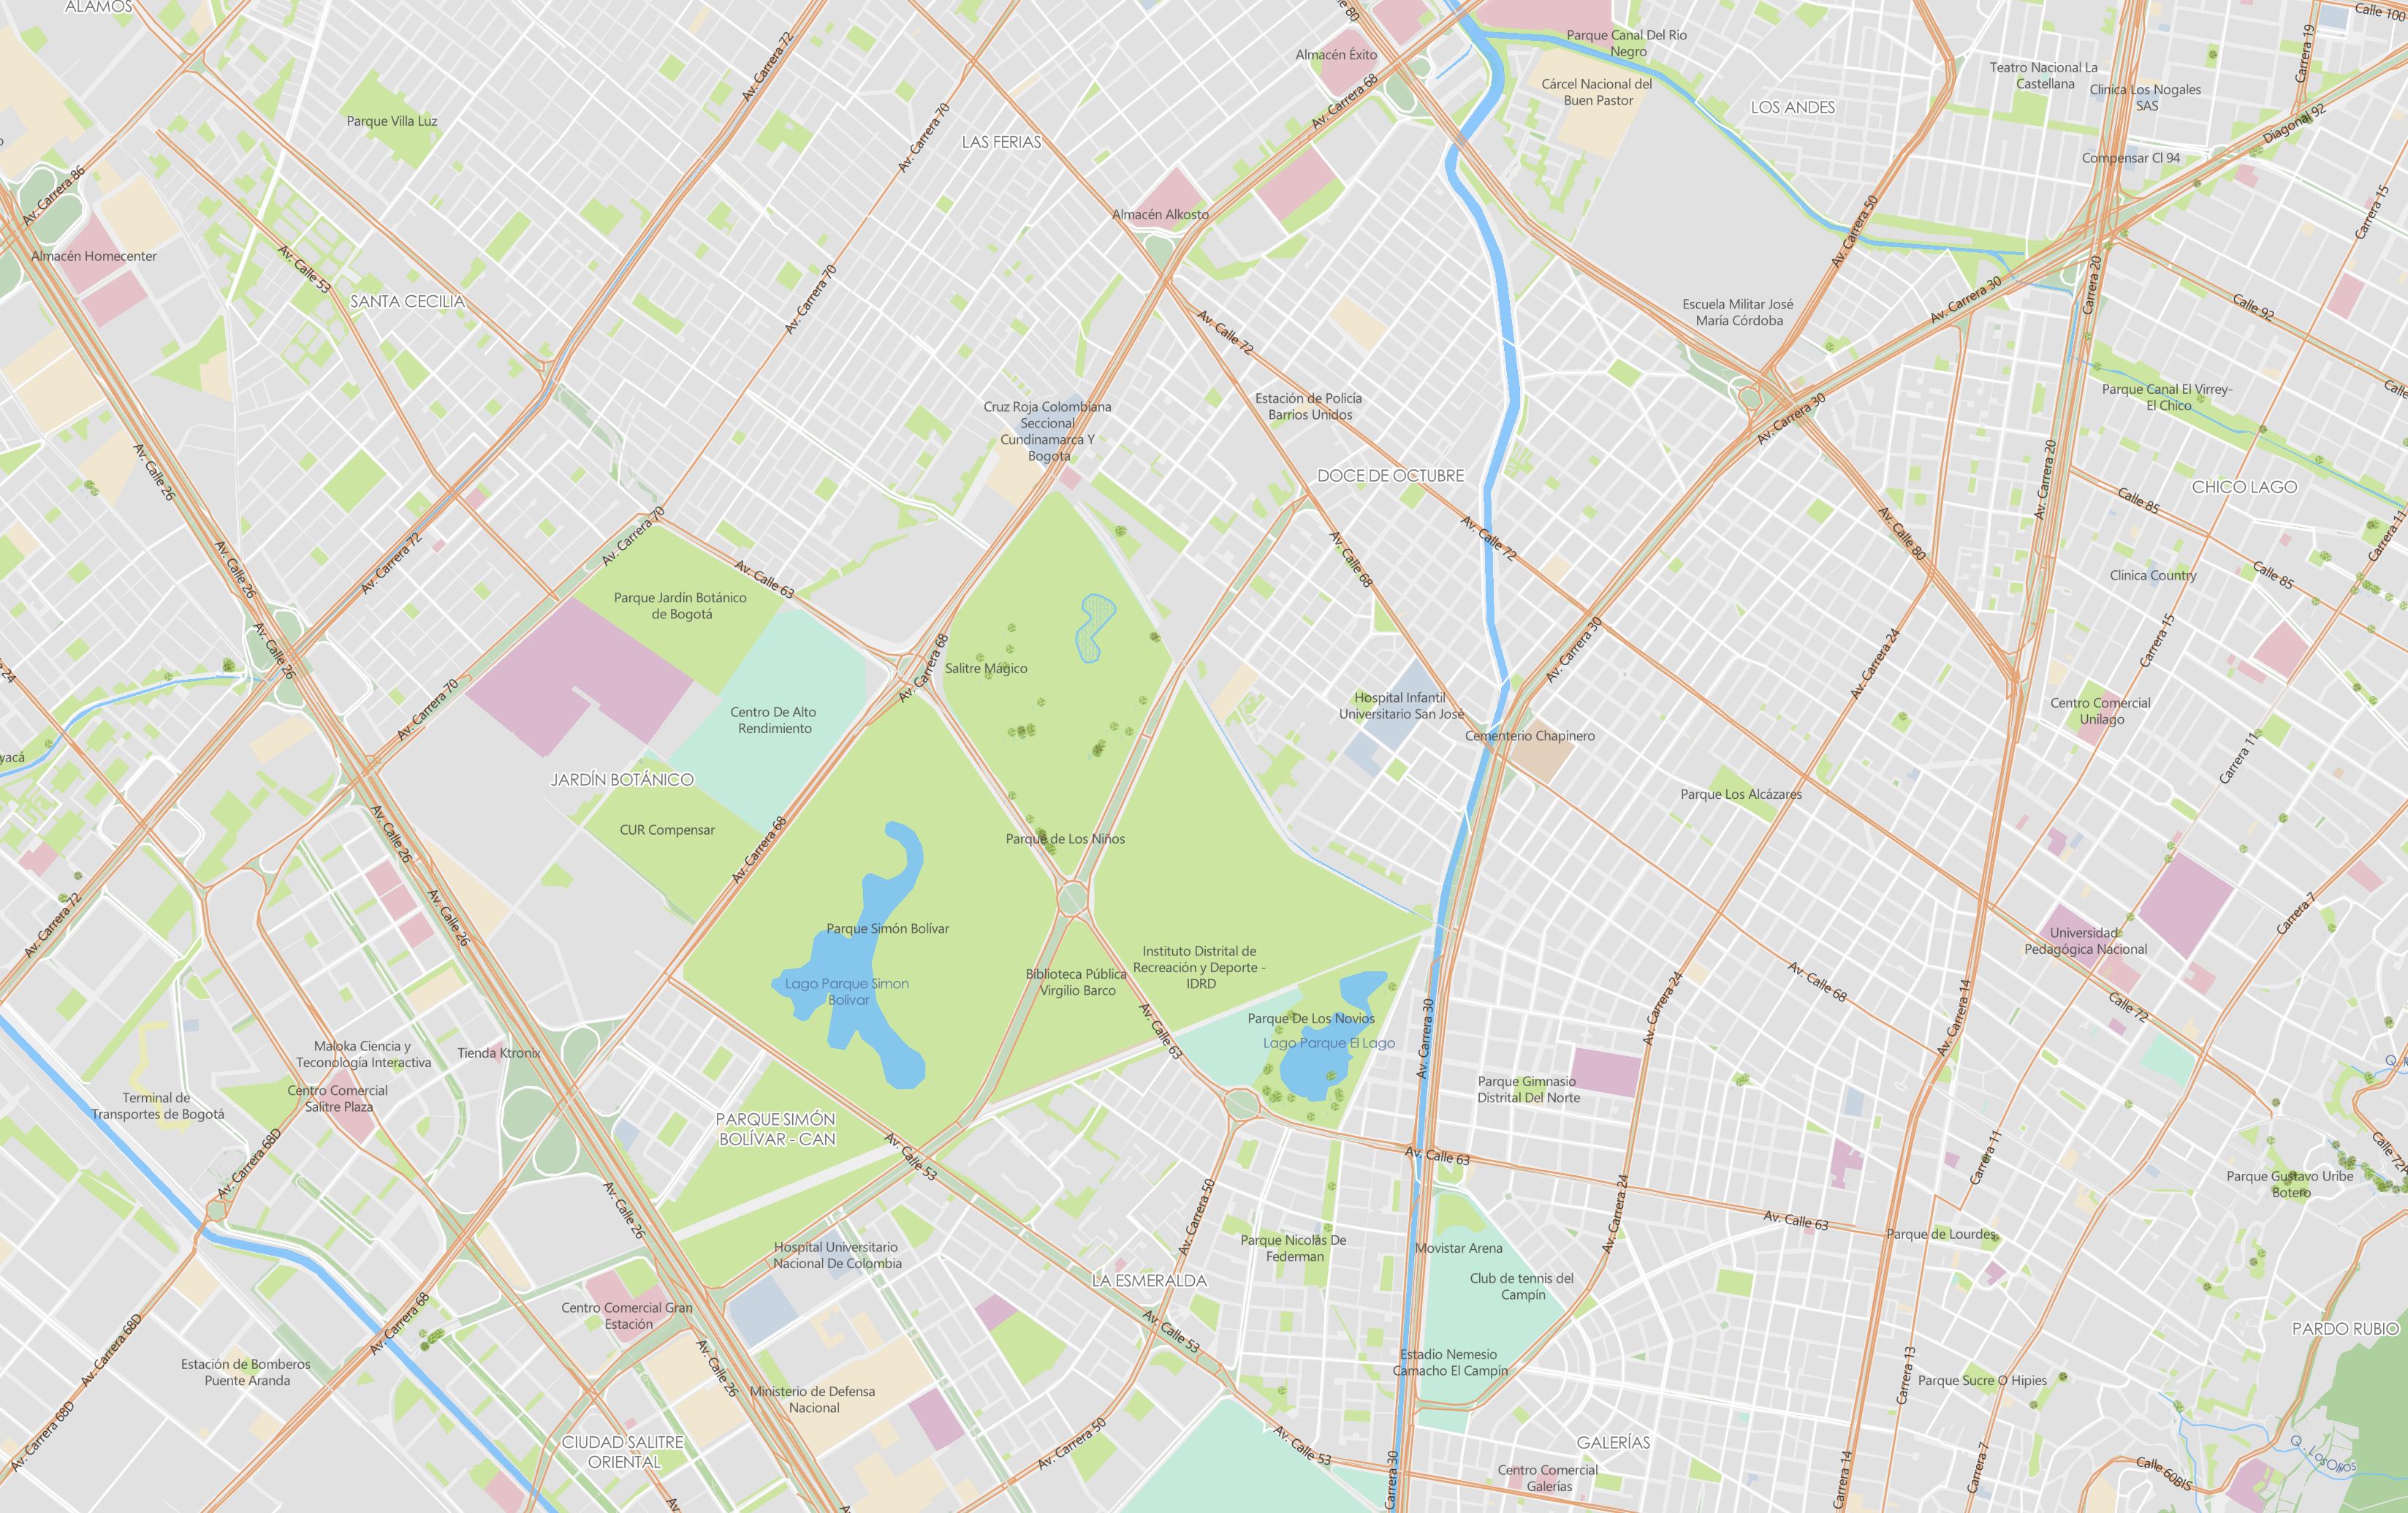 ALAMOS
Calle 80
Calle 100
Parque Canal Del Rio
Negro
Almacén Éxito
Av. Carrera 72
Carrera 19
Teatro Nacional La
Castellana
Cárcel Nacional del
Buen Pastor
Clinica Los Nogales
SAS
Av. Carrera 68
LOS ANDES
Parque Villa Luz
Diagonal 92
LAS FERIAS
Av. Carrera 70
Compensar Cl 94
Av. Carrera 86
Carrera 15
Almacén Alkosto
Av. Carrera 50
Almacén Homecenter
Av. Calle 53
Carrera 20
SANTA CECILIA
Av. Carrera 70
Av. Carrera 30
Escuela Militar José
María Córdoba
Calle 92
Av. Calle 72
Parque Canal El Virrey-
El Chico
Calle
Estación de Policía
Barrios Unidos
Cruz Roja Colombiana
Seccional
Cundinamarca Y
Bogota
Av. Carrera 30
Av. Calle 26
DOCE DE OCTUBRE
Av. Carrera 20
CHICO LAGO
Calle 85
Av. Carrera 70
Av. Calle 72
Av. Calle 80
Carrera 11
Av. Calle 68
Av. Carrera 72
Av. Calle 26
Av. Calle 63
Clínica Country
Calle 85
Parque Jardín Botánico
de Bogotá
Av. Calle 26
Av. Carrera 30
Carrera 15
Av. Carrera 24
Salitre Mágico
Av. Carrera 68
24
Av. Carrera 70
Hospital Infantil
Universitario San José
Centro Comercial
Unilago
Centro De Alto
Rendimiento
Cementerio Chapinero
yacá
Carrera 11
JARDÍN BOTÁNICO
Parque Los Alcázares
Av. Calle 26
CUR Compensar
Av. Carrera 68
Parque de Los Niños
Av. Calle 26
Av. Carrera 72
Carrera 7
Parque Simón Bolívar
Universidad
Pedagógica Nacional
Instituto Distrital de
Recreación y Deporte -
IDRD
Biblioteca Pública
Virgilio Barco
Lago Parque Simon
Bolivar
Av. Calle 68
Av. Carrera 24
Calle 72
Av. Carrera 14
Parque De Los Novios
Lago Parque El Lago
Av. Calle 63
Av. Carrera 30
Maloka Ciencia y
Teconología Interactiva
Tienda Ktronix
Centro Comercial
Salitre Plaza
Terminal de
Transportes de Bogotá
Parque Gimnasio
Distrital Del Norte
PARQUE SIMÓN
BOLÍVAR - CAN
Av. Calle 53
Av. Calle 63
Carrera 11
Calle 72A
Av. Carrera 68D
Parque Gustavo Uribe
Botero
Av. Calle 26
Av. Carrera 50
Av. Carrera 24
Av. Calle 63
Parque de Lourdes
Hospital Universitario
Nacional De Colombia
Parque Nicolás De
Federman
Movistar Arena
LA ESMERALDA
Club de tennis del
Campín
Centro Comercial Gran
Estación
Av. Carrera 68
Av. Calle 53
PARDO RUBIO
Av. Carrera 68D
Estadio Nemesio
Camacho El Campín
Estación de Bomberos
Puente Aranda
Av. Calle 26
Carrera 13
Parque Sucre O Hipies
Ministerio de Defensa
Nacional
Av. Carrera 68D
CIUDAD SALITRE
ORIENTAL
Av. Carrera 50
Av. Calle 53
GALERÍAS
Q. Los Olivos
Centro Comercial
Galerías
Carrera 30
Carrera 14
Carrera 7
Calle 60BIS
Av.